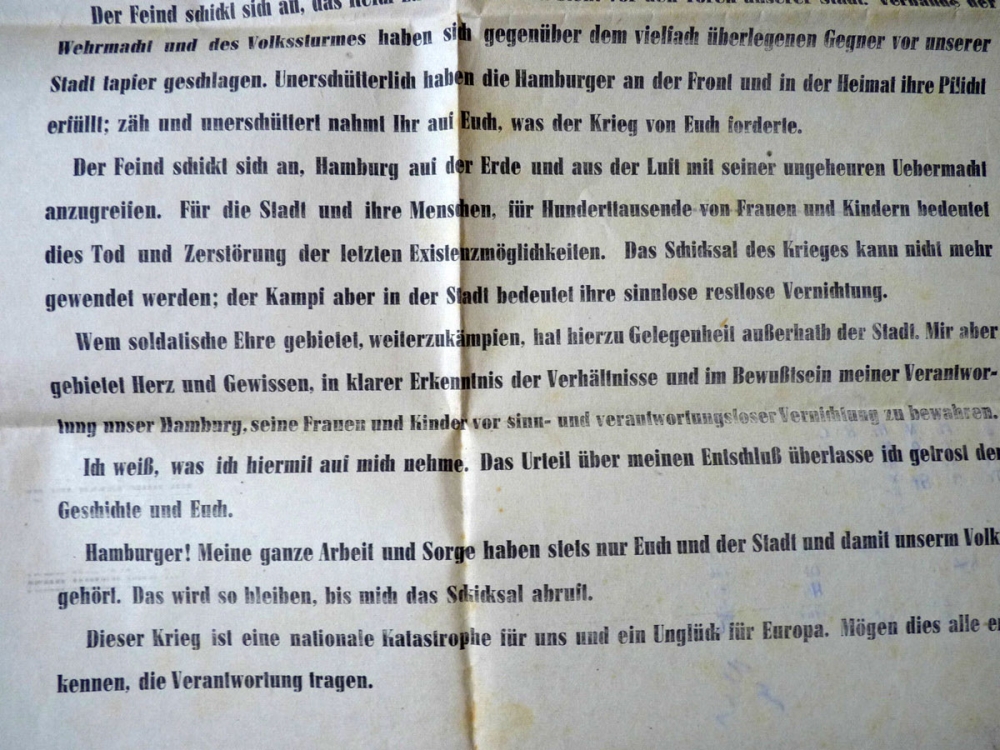 Der Feind schickt sich an, das
Wehrmacht und des Volkssturmes haben sich gegenüber dem vielfach überlegenen Gegner vor unserer
Stadt tapfer geschlagen. Unerschütterlich haben die Hamburger an der Front und in der Heimat ihre Pflicht
erfüllt; zäh und unerschüttert nahmt Ihr auf Euch, was der Krieg von Euch forderte.
Der Feind schickt sich an, Hamburg auf der Erde und aus der Luft mit seiner ungeheuren Uebermacht
anzugreifen. Für die Stadt und ihre Menschen, für Hunderttausende von Frauen und Kindern bedeutet
dies Tod und Zerstörung der letzten Existenzmöglichkeiten. Das Schicksal des Krieges kann nicht mehr
gewendet werden; der Kampf aber in der Stadt bedeutet ihre sinnlose restlose Vernichtung.
Wem soldatische Ehre gebietet, weiterzukämpfen, hat hierzu Gelegenheit außerhalb der Stadt. Mir aber
gebietet Herz und Gewissen, in klarer Erkenntnis der Verhältnisse und im Bewußtsein meiner Verantwor-
tung unser Hamburg, seine Frauen und Kinder vor sinn- und verantwortungsloser Vernichtung zu bewahren.
Ich weiß, was ich hiermit auf mich nehme. Das Urteil über meinen Entschluß überlasse ich getrost der
Geschichte und Euch.
Hamburger! Meine ganze Arbeit und Sorge haben stets nur Euch und der Stadt und damit unserm Volk
gehört. Das wird so bleiben, bis mich das Schicksal abruft.
Dieser Krieg ist eine nationale Katastrophe für uns und ein Unglück für Europa. Mögen dies alle er
kennen, die Verantwortung tragen.